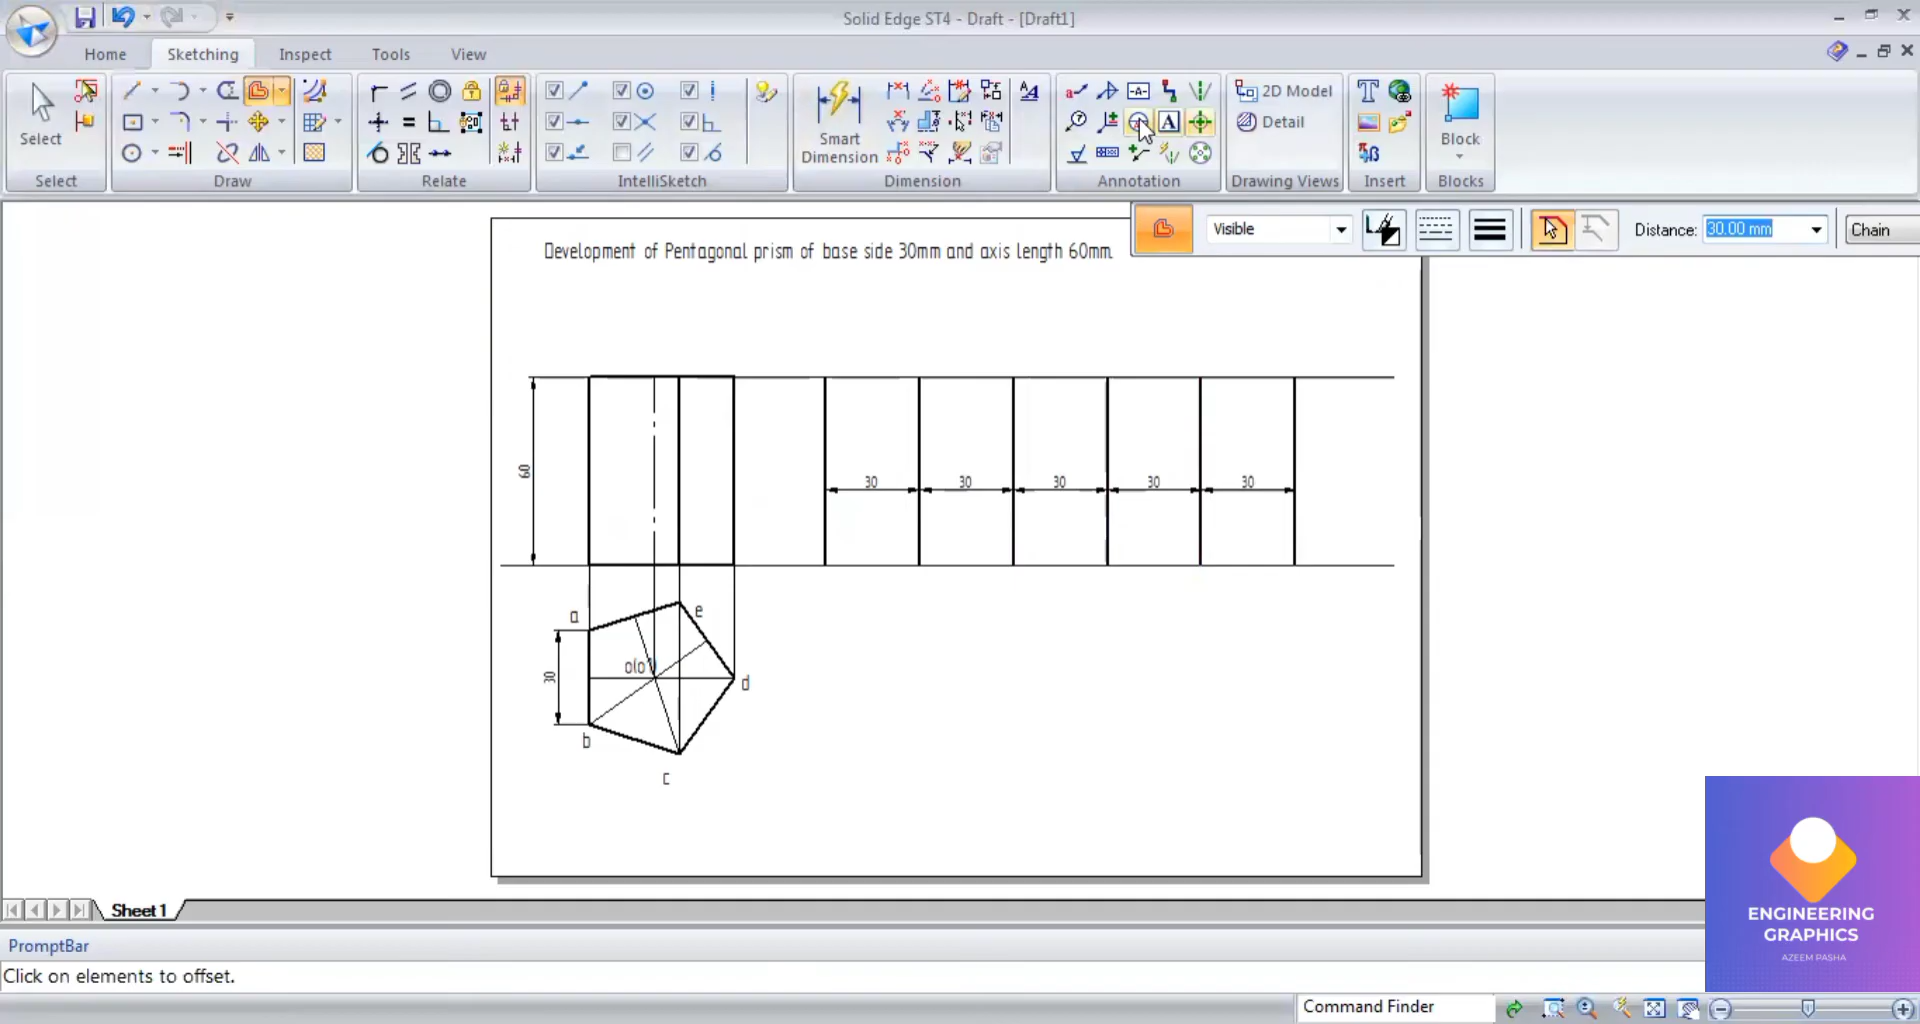 Solid Edge ST4 - Draft - [Draft1]
Home
Sketching
Inspect
Tools
View
Select
Smart Dimension
2D Model
Detail
Block
Select
Draw
Relate
IntelliSketch
Dimension
Annotation
Drawing Views
Insert
Blocks
Visible
Distance:
30.00 mm
Chain
Development of Pentagonal prism of base side 30mm and axis length 60mm.
60
30
30
30
30
30
a
e
o(o
d
30
b
c
Sheet1
PromptBar
Click on elements to offset.
Command Finder
ENGINEERING
GRAPHICS
AZEEM PASHA